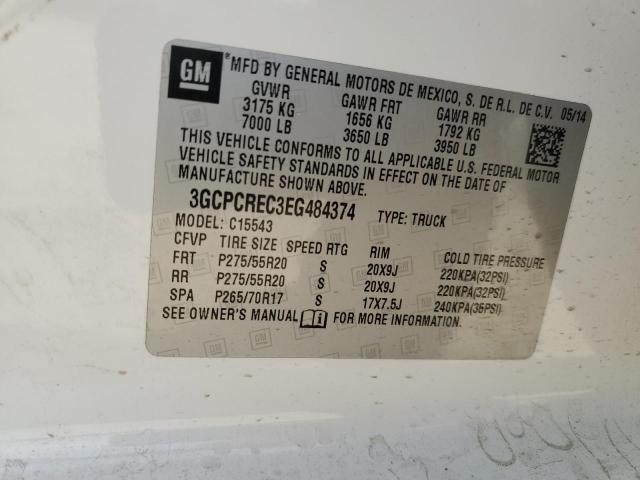 GM
*MFD BY GENERAL MOTORS DE MEXICO, S. DE R.L. DE C.V. 05/14
GVWR GAWR FRT GAWR RR
3175 KG 1656 KG 1792 KG
7000 LB 3650 LB 3950 LB
THIS VEHICLE CONFORMS TO ALL APPLICABLE U.S. FEDERAL MOTOR
VEHICLE SAFETY STANDARDS IN EFFECT ON THE DATE OF
MANUFACTURE SHOWN ABOVE.
3GCPCREC3EG484374 TYPE: TRUCK
MODEL: C15543
CFVP TIRE SIZE SPEED RTG RIM COLD TIRE PRESSURE
FRT P275/55R20 S 20X9J 220KPA(32PSI)
RR P275/55R20 S 20X9J 220KPA(32PSI)
SPA P265/70R17 S 17X7.5J 240KPA(35PSI)
SEE OWNER'S MANUAL FOR MORE INFORMATION.